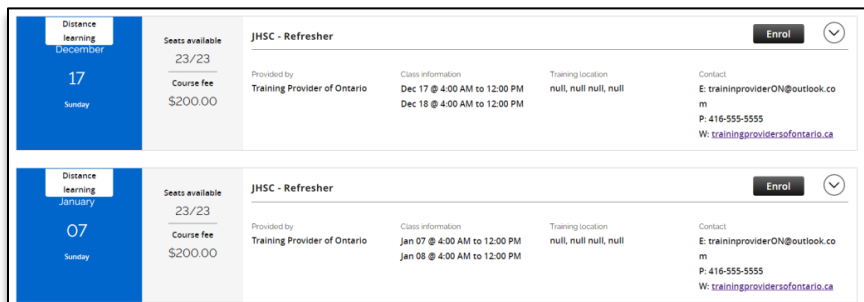 Distance
learning
December
17
Sunday
Seats available
23/23
Course fee
$200.00
JHSC - Refresher
Enrol
Provided by
Training Provider of Ontario
Class information
Dec 17 @ 4:00 AM to 12:00 PM
Dec 18 @ 4:00 AM to 12:00 PM
Training location
null, null null, null
Contact
E: traininproviderON@outlook.co
m
P: 416-555-5555
W: trainingprovidersofontario.ca
Distance
learning
January
07
Sunday
Seats available
23/23
Course fee
$200.00
JHSC - Refresher
Enrol
Provided by
Training Provider of Ontario
Class information
Jan 07 @ 4:00 AM to 12:00 PM
Jan 08 @ 4:00 AM to 12:00 PM
Training location
null, null null, null
Contact
E: traininproviderON@outlook.co
m
P: 416-555-5555
W: trainingprovidersofontario.ca